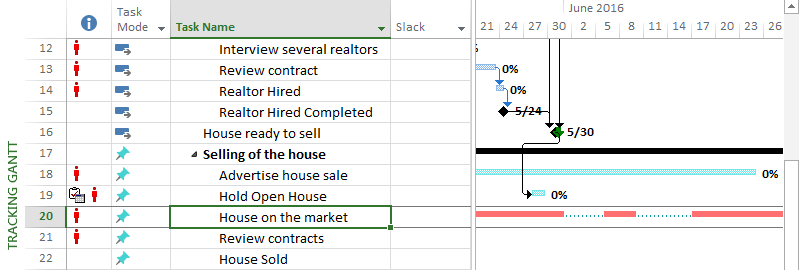 June 2016
Task Mode
Task Name
Slack
21 24 27 30 2 5 8 11 14 17 20 23 26
%
12 Interview several realtors
13 Review contract 0%
14 Realtor Hired 0%
15 Realtor Hired Completed 5/24
16 House ready to sell 5/30
17 Selling of the house
18 Advertise house sale 0%
19 Hold Open House 0%
20 House on the market
21 Review contracts
22 House Sold
TRACKING GANTT